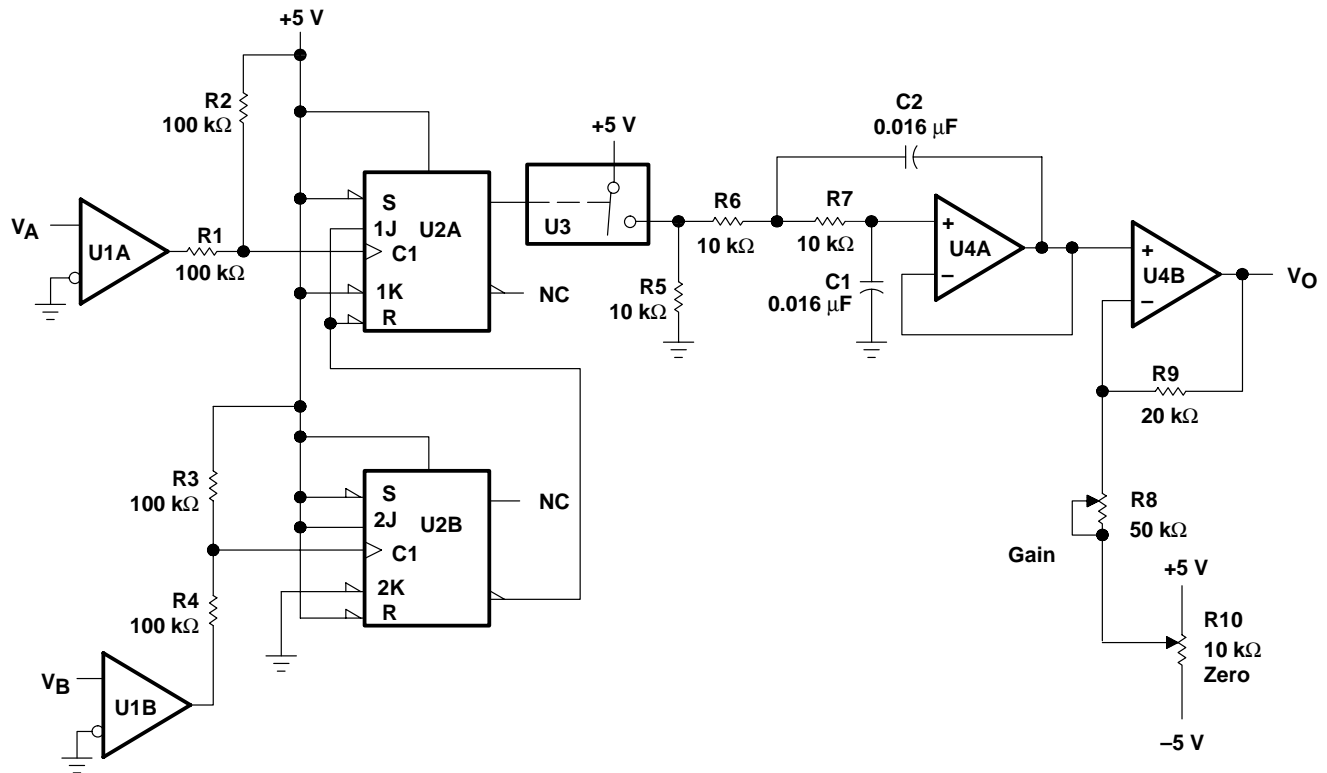 +5 V
R2
100 kΩ
C2
0.016 μF
+5 V
S
1J
U2A
C1
1K
R
U3
R6
10 kΩ
R7
10 kΩ
VA
U1A
R1
100 kΩ
+
U4A
−
+
U4B
−
VO
NC
R5
10 kΩ
C1
0.016 μF
R9
20 kΩ
R3
100 kΩ
S
2J
U2B
C1
2K
R
NC
R8
50 kΩ
Gain
+5 V
R4
100 kΩ
R10
10 kΩ
Zero
VB
U1B
–5 V